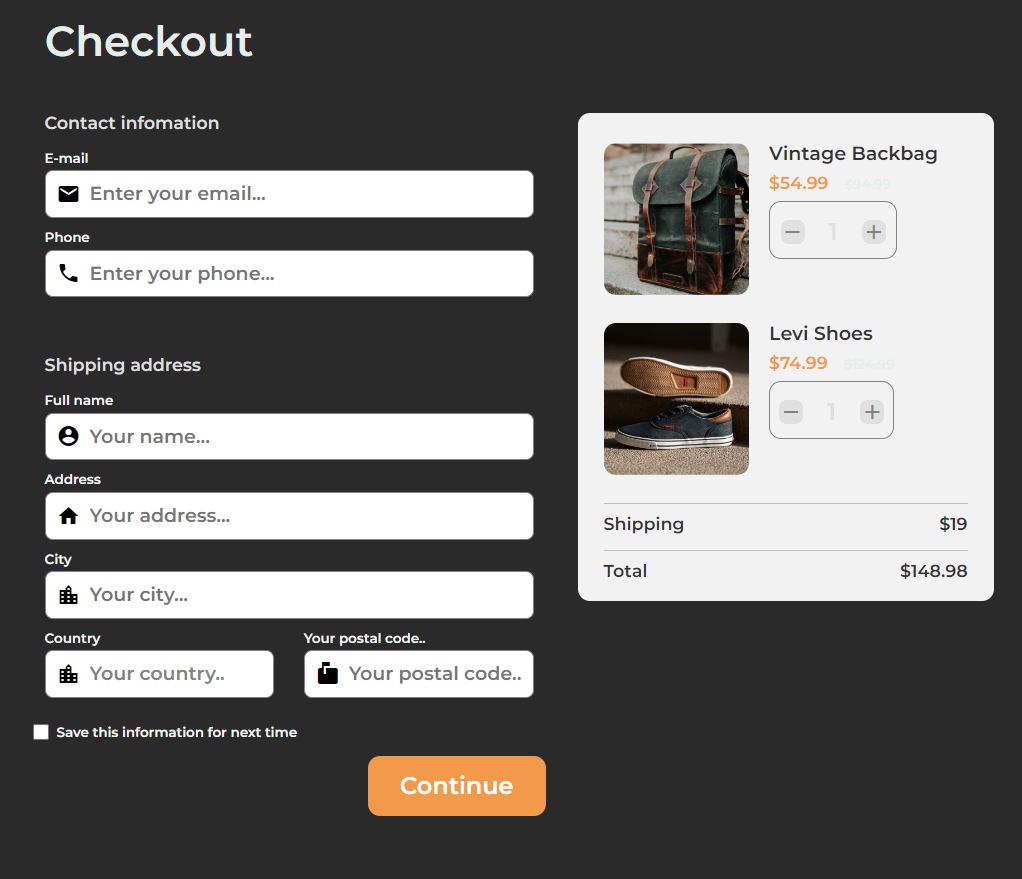 Checkout
Contact infomation
E-mail
Enter your email...
Phone
Enter your phone...
Shipping address
Full name
Your name...
Address
Your address...
City
Your city...
Country
Your country..
Your postal code..
Your postal code..
Save this information for next time
Continue
Vintage Backbag
$54.99 $94.99
1
Levi Shoes
$74.99 $124.99
1
Shipping $19
Total $148.98